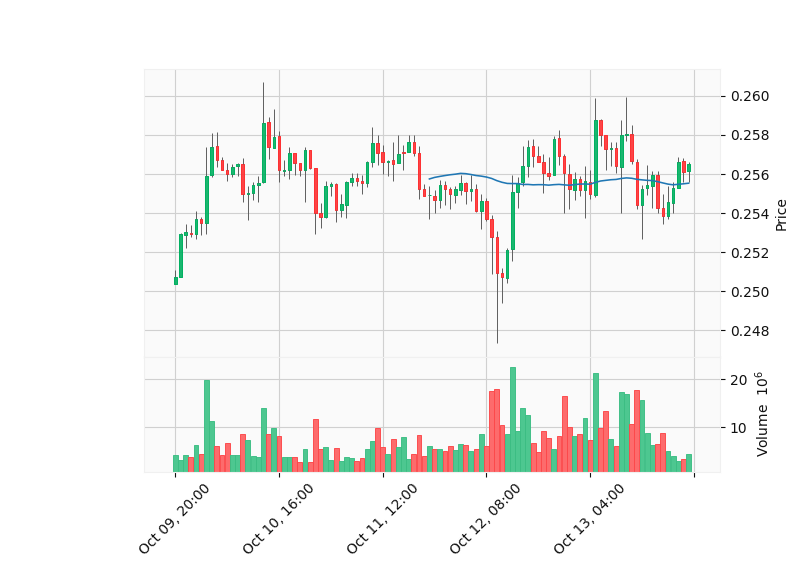 0.260
0.258
0.256
0.254
0.252
0.250
0.248
Price
20
10
Volume 10^6
Oct 09, 20:00
Oct 10, 16:00
Oct 11, 12:00
Oct 12, 08:00
Oct 13, 04:00